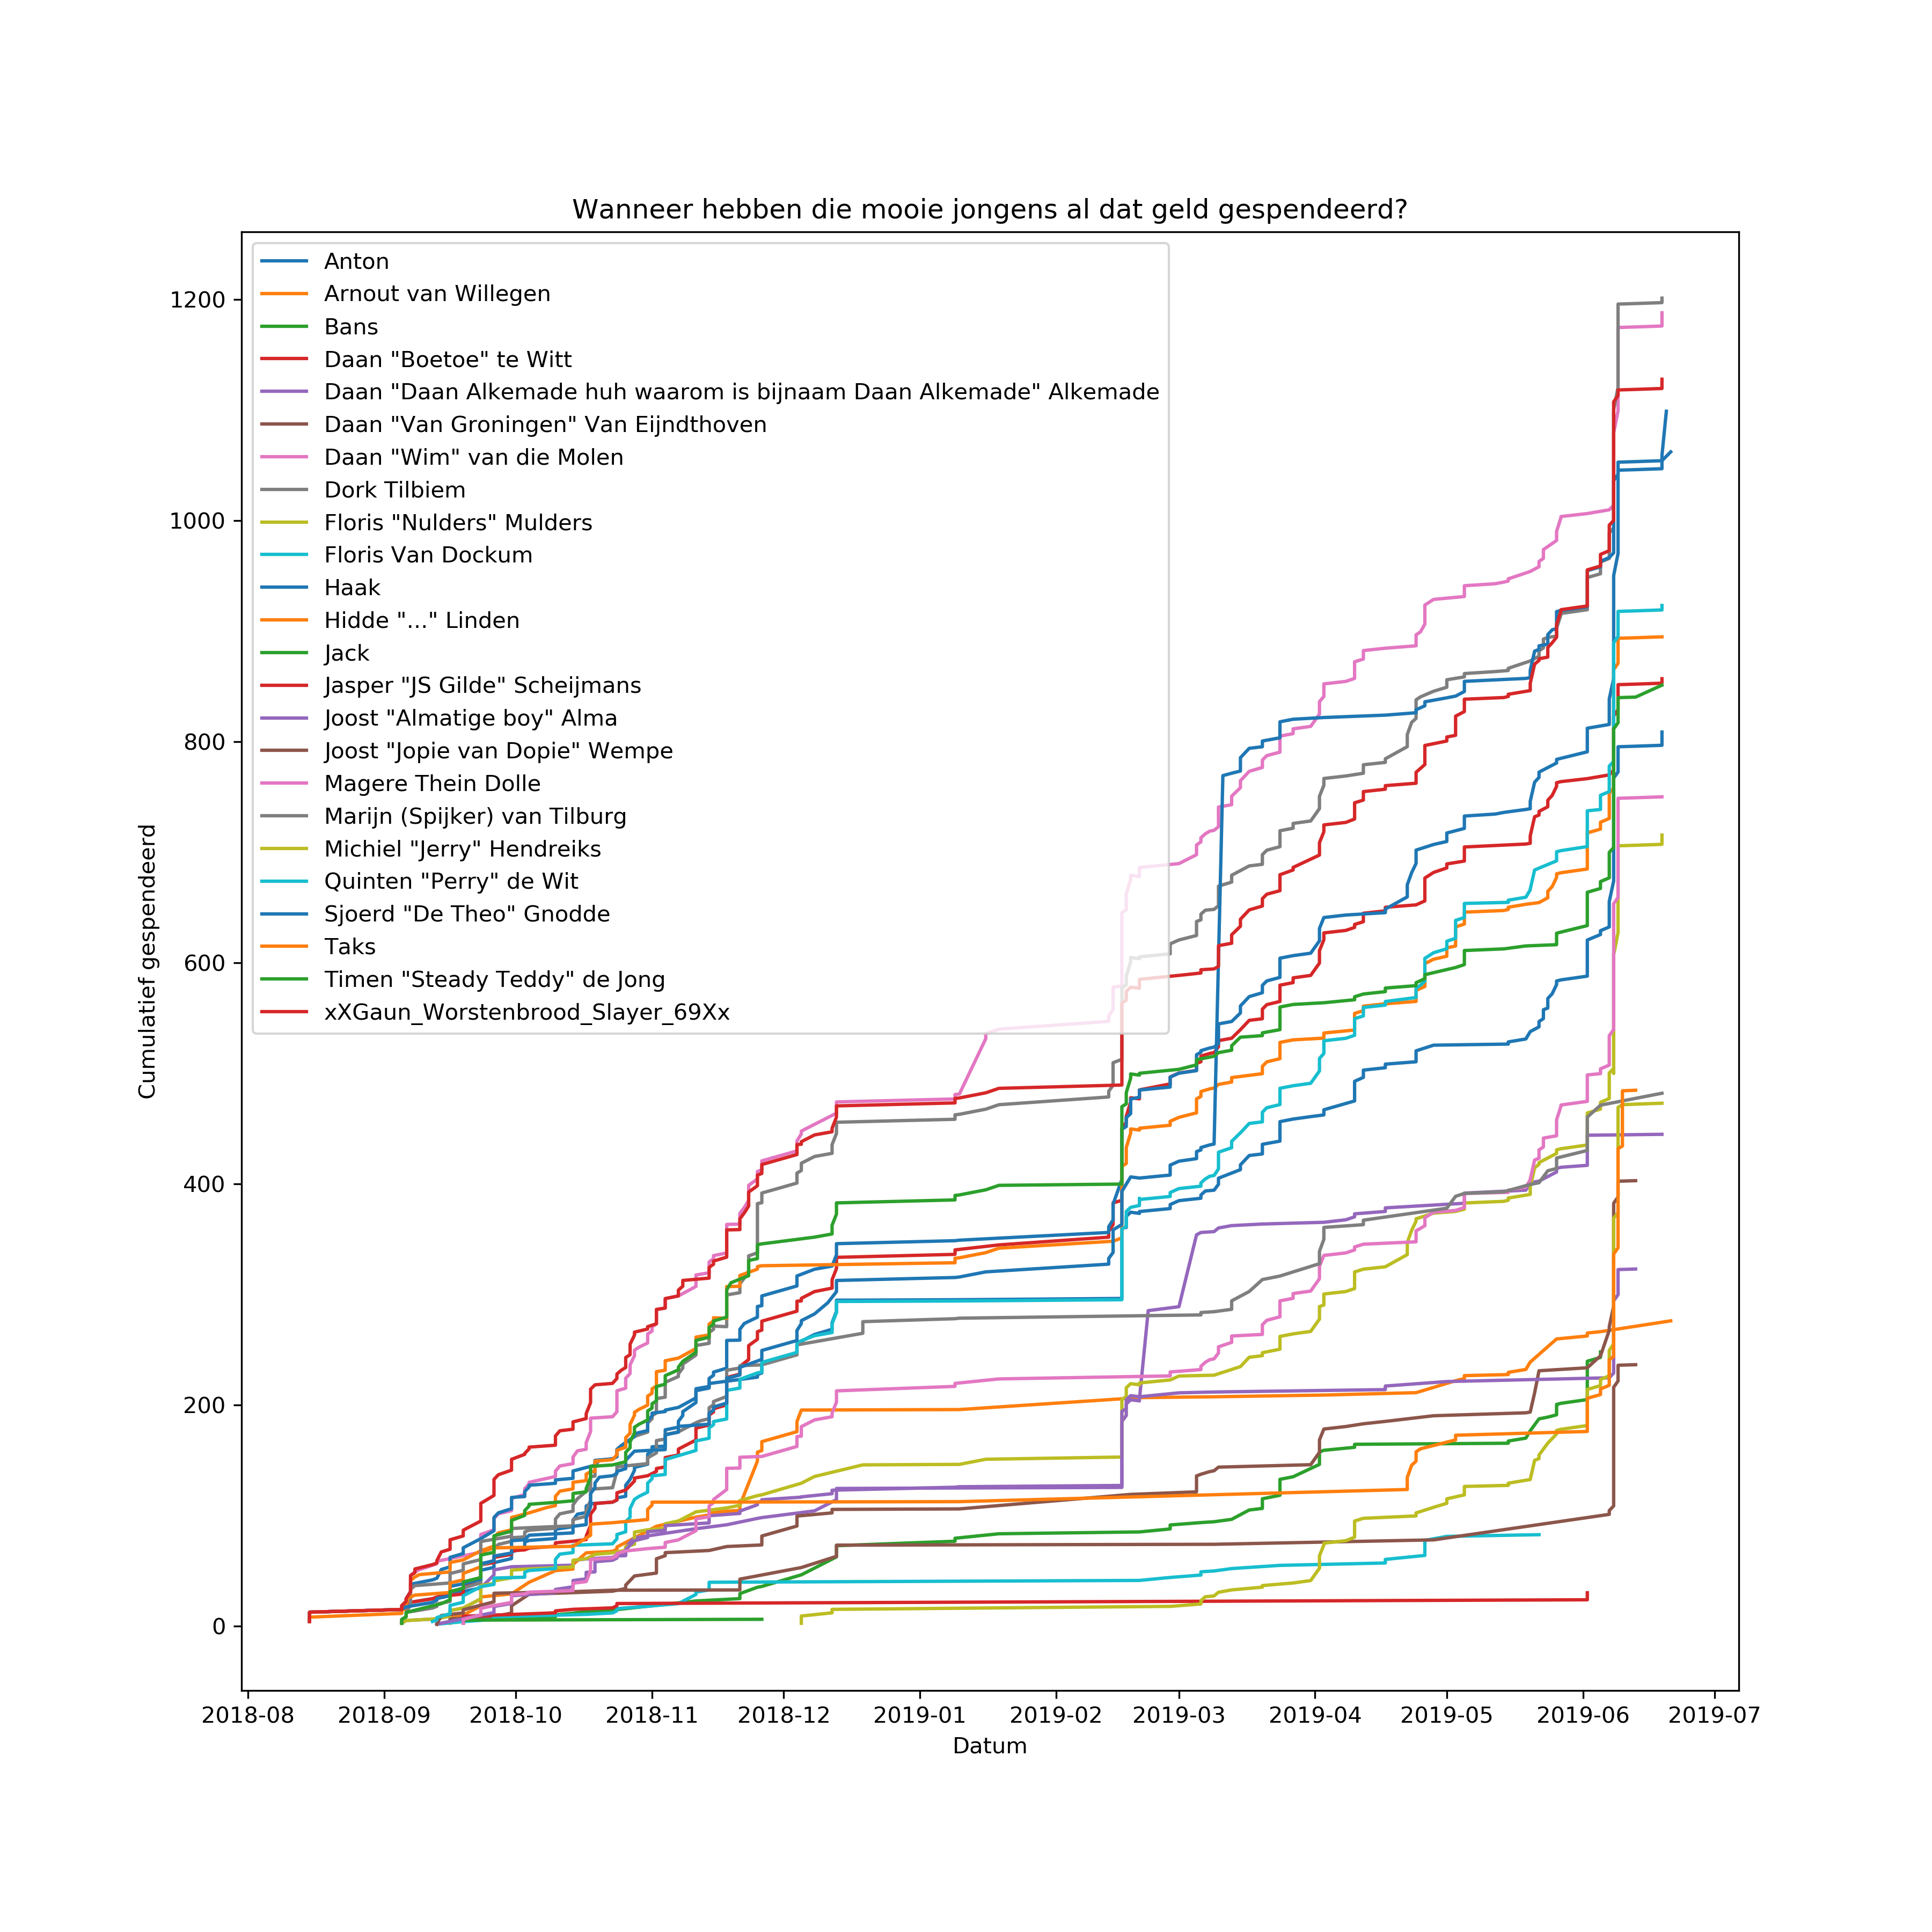 Wanneer hebben die mooie jongens al dat geld gespendeerd?
Anton
Arnout van Willegen
Bans
Daan "Boetoe" te Witt
Daan "Daan Alkemade huh waarom is bijnaam Daan Alkemade" Alkemade
Daan "Van Groningen" Van Eijndthoven
Daan "Wim" van die Molen
Dork Tilbiem
Floris "Nulders" Mulders
Floris Van Dockum
Haak
Hidde "..." Linden
Jack
Jasper "JS Gilde" Scheijmans
Joost "Almatige boy" Alma
Joost "Jopie van Dopie" Wempe
Magere Thein Dolle
Marijn (Spijker) van Tilburg
Michiel "Jerry" Hendreiks
Quinten "Perry" de Wit
Sjoerd "De Theo" Gnodde
Taks
Timen "Steady Teddy" de Jong
xXGaun_Worstenbrood_Slayer_69Xx
Cumulatief gespendeerd
1200
1000
800
600
400
200
0
2018-08 2018-09 2018-10 2018-11 2018-12 2019-01 2019-02 2019-03 2019-04 2019-05 2019-06 2019-07
Datum